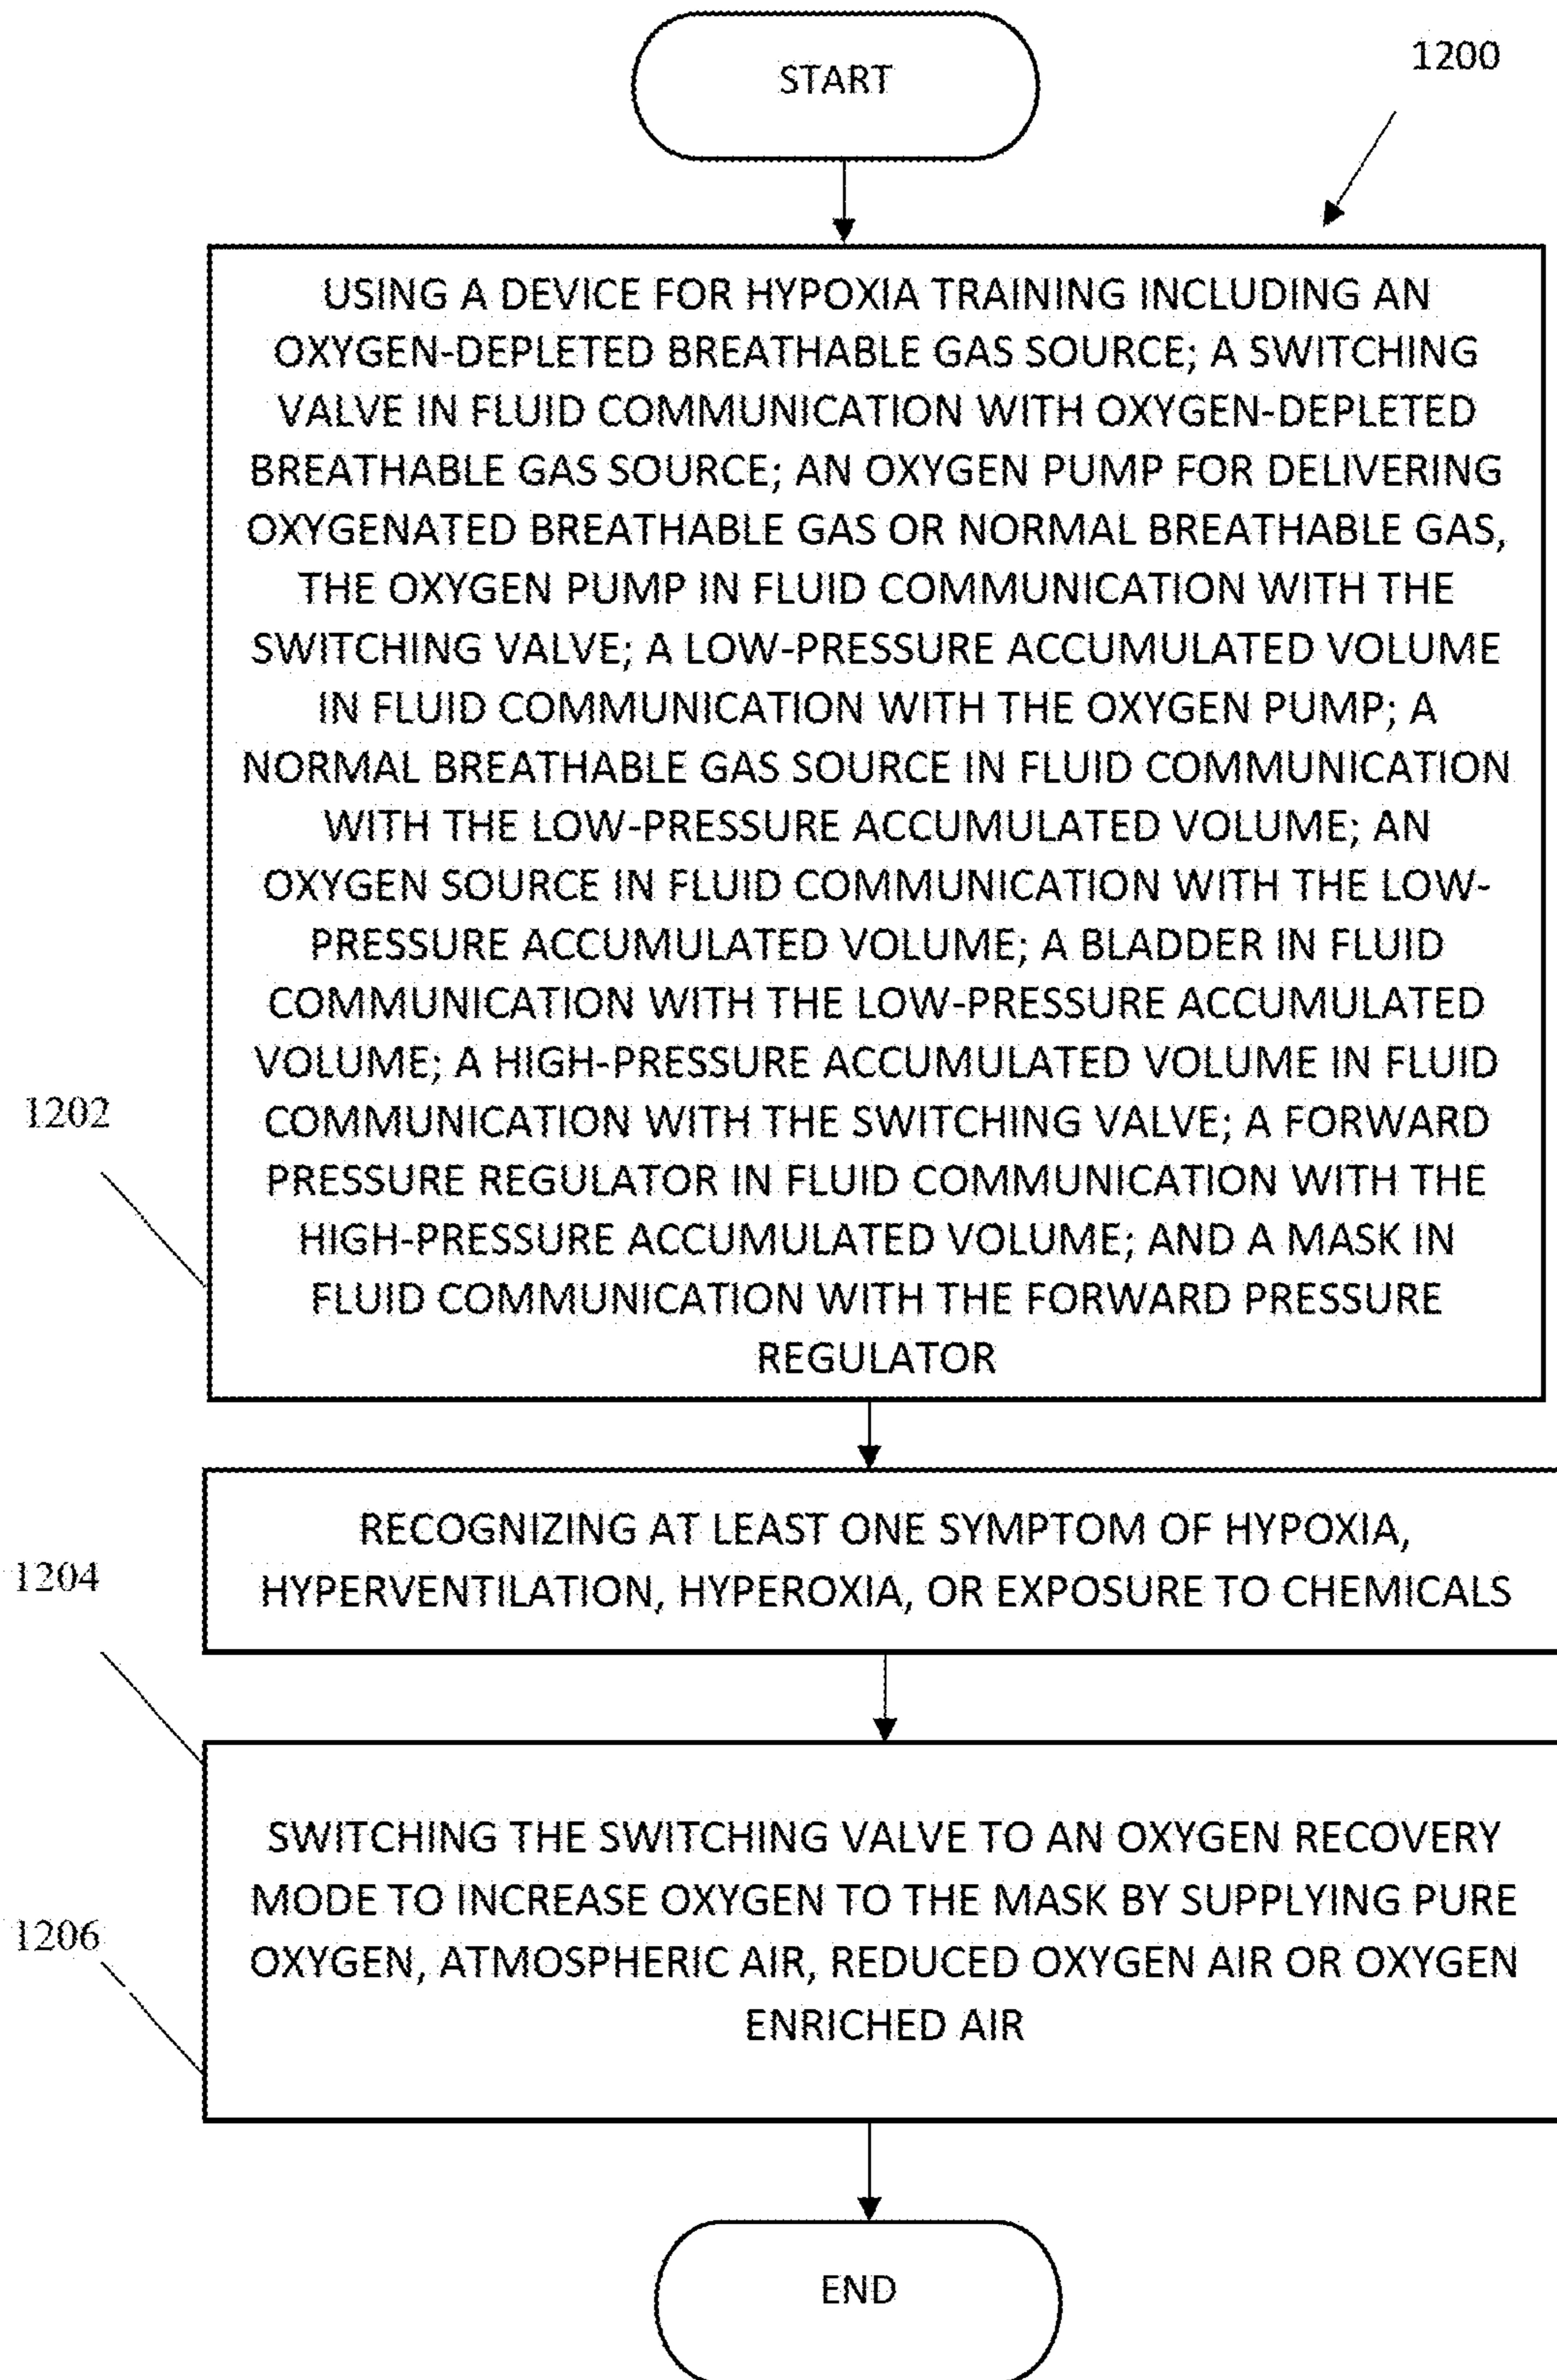 START
1200
USING A DEVICE FOR HYPOXIA TRAINING INCLUDING AN
OXYGEN-DEPLETED BREATHABLE GAS SOURCE; A SWITCHING
VALVE IN FLUID COMMUNICATION WITH OXYGEN-DEPLETED
BREATHABLE GAS SOURCE; AN OXYGEN PUMP FOR DELIVERING
OXYGENATED BREATHABLE GAS OR NORMAL BREATHABLE GAS,
THE OXYGEN PUMP IN FLUID COMMUNICATION WITH THE
SWITCHING VALVE; A LOW-PRESSURE ACCUMULATED VOLUME
IN FLUID COMMUNICATION WITH THE OXYGEN PUMP; A
NORMAL BREATHABLE GAS SOURCE IN FLUID COMMUNICATION
WITH THE LOW-PRESSURE ACCUMULATED VOLUME; AN
OXYGEN SOURCE IN FLUID COMMUNICATION WITH THE LOW-
PRESSURE ACCUMULATED VOLUME; A BLADDER IN FLUID
COMMUNICATION WITH THE LOW-PRESSURE ACCUMULATED
VOLUME; A HIGH-PRESSURE ACCUMULATED VOLUME IN FLUID
COMMUNICATION WITH THE SWITCHING VALVE; A FORWARD
PRESSURE REGULATOR IN FLUID COMMUNICATION WITH THE
HIGH-PRESSURE ACCUMULATED VOLUME; AND A MASK IN
FLUID COMMUNICATION WITH THE FORWARD PRESSURE
REGULATOR
1202
RECOGNIZING AT LEAST ONE SYMPTOM OF HYPOXIA,
HYPERVENTILATION, HYPEROXIA, OR EXPOSURE TO CHEMICALS
1204
SWITCHING THE SWITCHING VALVE TO AN OXYGEN RECOVERY
MODE TO INCREASE OXYGEN TO THE MASK BY SUPPLYING PURE
OXYGEN, ATMOSPHERIC AIR, REDUCED OXYGEN AIR OR OXYGEN
ENRICHED AIR
1206
END